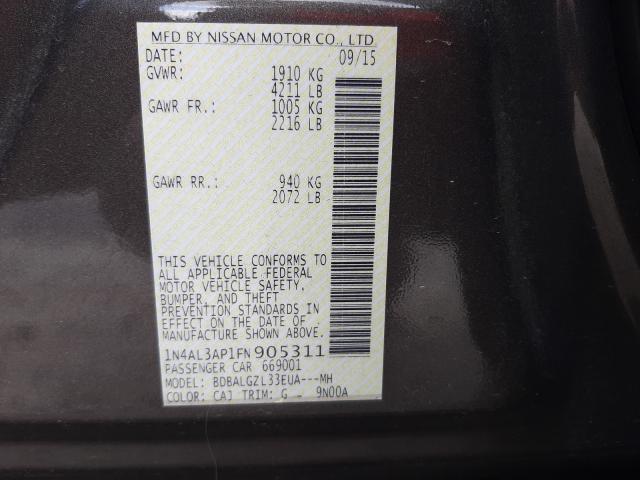 MFD BY NISSAN MOTOR CO., LTD
DATE: 09/15
GVWR: 1910 KG
4211 LB
GAWR FR.: 1005 KG
2216 LB
GAWR RR.: 940 KG
2072 LB
THIS VEHICLE CONFORMS TO
ALL APPLICABLE FEDERAL
MOTOR VEHICLE SAFETY,
BUMPER, AND THEFT
PREVENTION STANDARDS IN
EFFECT ON THE DATE OF
MANUFACTURE SHOWN ABOVE.
1N4AL3AP1FN905311
PASSENGER CAR 669001
MODEL: BDBALGZL33EUA---MH
COLOR: CAJ TRIM: G - 9N00A